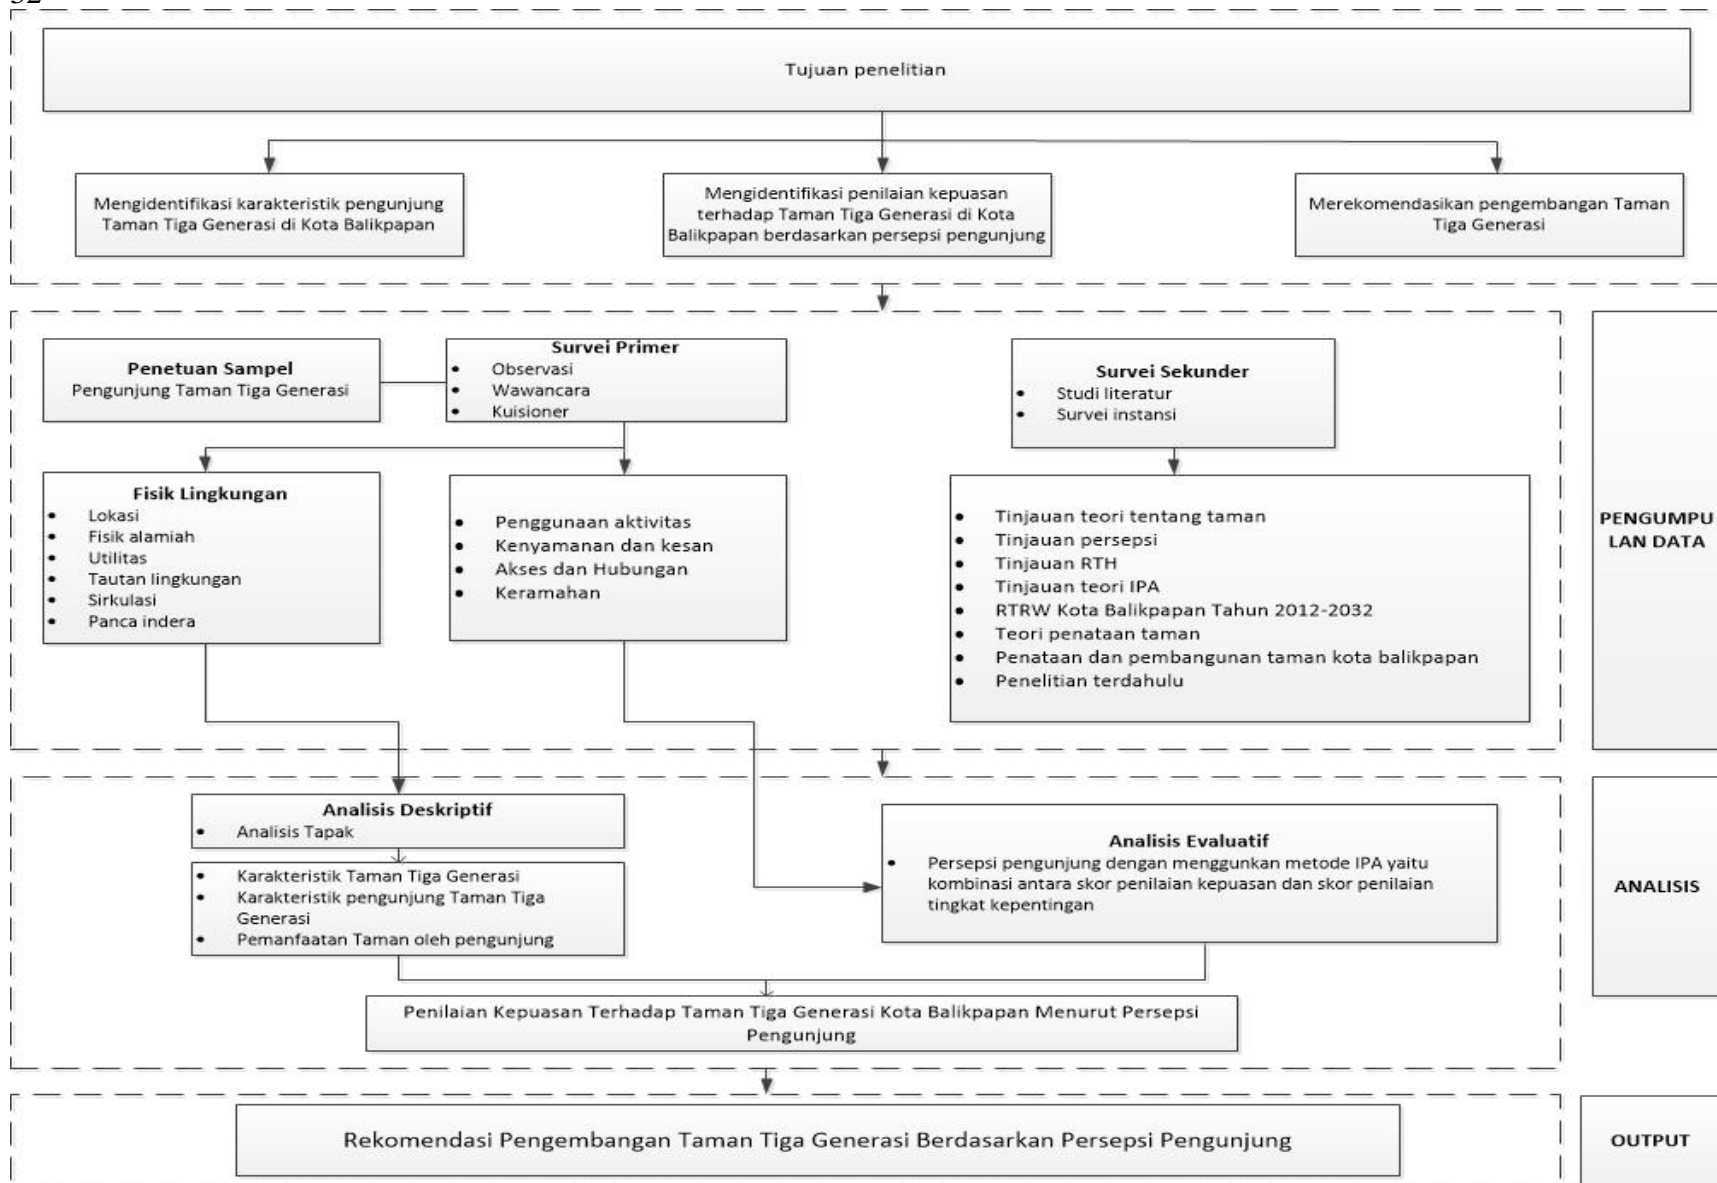 Tujuan penelitian
Mengidentifikasi karakteristik pengunjung
Taman Tiga Generasi di Kota Balikpapan
Mengidentifikasi penilaian kepuasan
terhadap Taman Tiga Generasi di Kota
Balikpapan berdasarkan persepsi pengunjung
Merekomendasikan pengembangan Taman
Tiga Generasi
Penetuan Sampel
Pengunjung Taman Tiga Generasi
Survei Primer
• Observasi
• Wawancara
• Kuisioner
Survei Sekunder
• Studi literatur
• Survei instansi
Fisik Lingkungan
• Lokasi
• Fisik alamiah
• Utilitas
• Tautan lingkungan
• Sirkulasi
• Panca indera
• Penggunaan aktivitas
• Kenyamanan dan kesan
• Akses dan Hubungan
• Keramahan
• Tinjauan teori tentang taman
• Tinjauan persepsi
• Tinjauan RTH
• Tinjauan teori IPA
• RTRW Kota Balikpapan Tahun 2012-2032
• Teori penataan taman
• Penataan dan pembangunan taman kota balikpapan
• Penelitian terdahulu
PENGUMPU
LAN DATA
Analisis Deskriptif
• Analisis Tapak
• Karakteristik Taman Tiga Generasi
• Karakteristik pengunjung Taman Tiga
Generasi
• Pemanfaatan Taman oleh pengunjung
Analisis Evaluatif
• Persepsi pengunjung dengan menggunkan metode IPA yaitu
kombinasi antara skor penilaian kepuasan dan skor penilaian
tingkat kepentingan
ANALISIS
Penilaian Kepuasan Terhadap Taman Tiga Generasi Kota Balikpapan Menurut Persepsi
Pengunjung
Rekomendasi Pengembangan Taman Tiga Generasi Berdasarkan Persepsi Pengunjung
OUTPUT